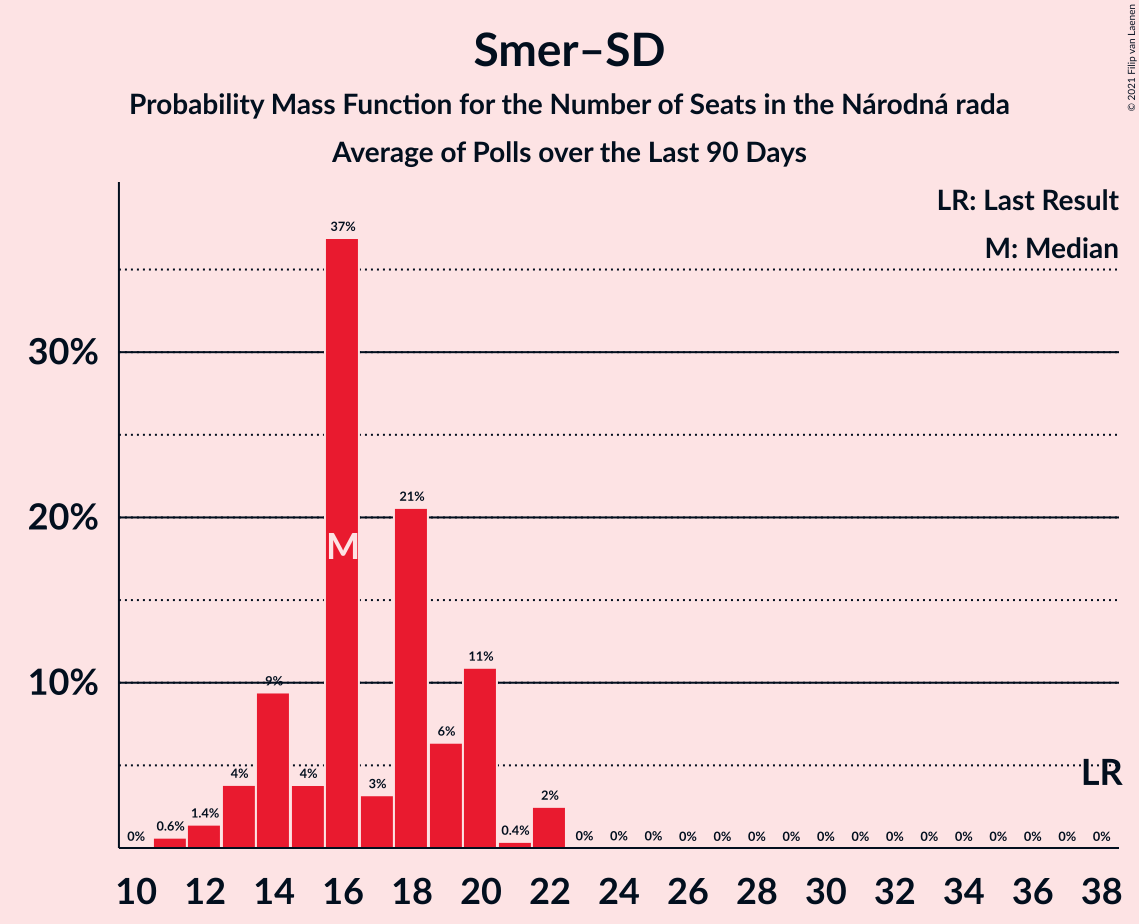 Smer–SD
Probability Mass Function for the Number of Seats in the Národná rada
Average of Polls over the Last 90 Days
© 2021 Filip van Laenen
LR: Last Result
M: Median
37%
30%
21%
20%
M
11%
10%
9%
6%
4%
4%
3%
LR
2%
1.4%
0.6%
0.4%
0%
0% 0% 0% 0% 0% 0% 0% 0% 0% 0% 0% 0% 0% 0% 0% 0%
10 12 14 16 18 20 22 24 26 28 30 32 34 36 38